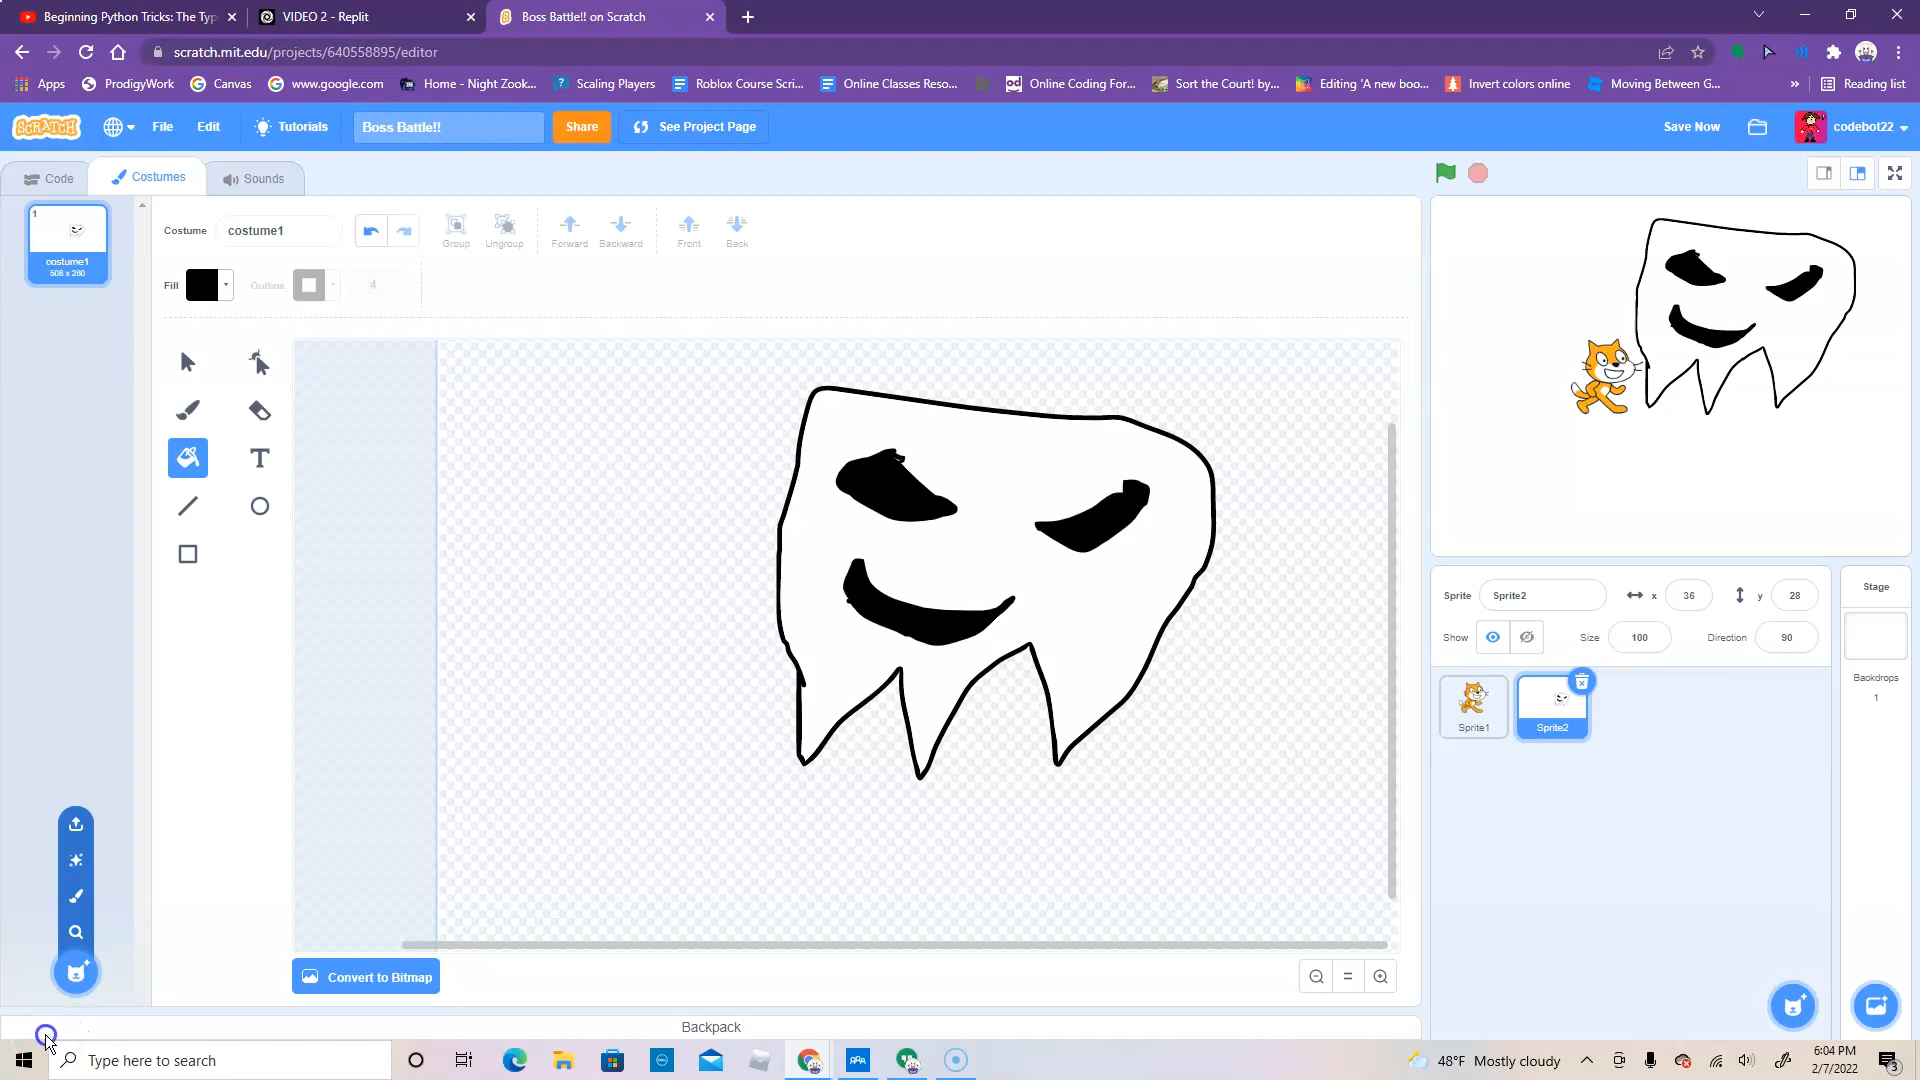 Beginning Python Tricks: The Typ
VIDEO 2 - Replit
Boss Battle!! on Scratch
scratch.mit.edu/projects/640558895/editor
Apps
ProdigyWork
Canvas
www.google.com
Home - Night Zook...
Scaling Players
Roblox Course Scri...
Online Classes Reso...
Online Coding For...
Sort the Court! by...
Editing 'A new boo...
Invert colors online
Moving Between G...
»
Reading list
SCRATCH
File
Edit
Tutorials
Boss Battle!!
Share
See Project Page
Save Now
codebot22
Code
Costumes
Sounds
1
costume1
508 x 260
Costume
costume1
Group
Ungroup
Forward
Backward
Front
Back
Fill
Outline
4
T
Convert to Bitmap
=
Backpack
Sprite
Sprite2
x
36
y
28
Show
Size
100
Direction
90
Sprite1
Sprite2
Stage
Backdrops
1
Type here to search
48°F Mostly cloudy
6:04 PM
2/7/2022
3